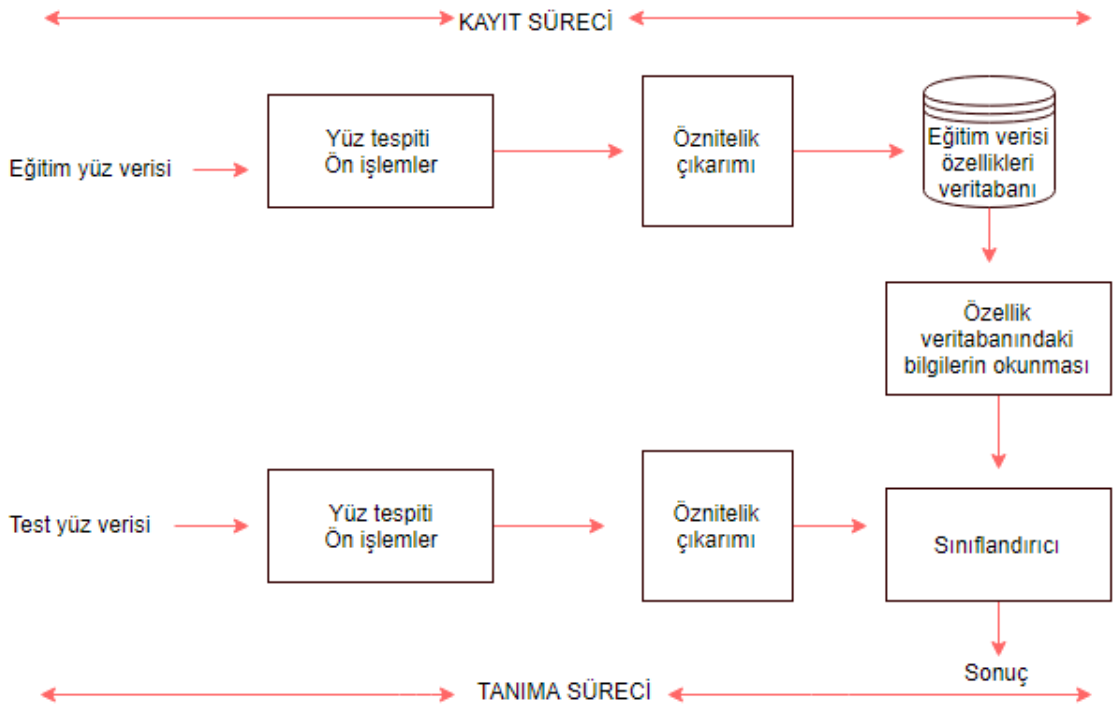 KAYIT SÜRECİ
Eğitim yüz verisi
Yüz tespiti
Ön işlemler
Öznitelik
çıkarımı
Eğitim verisi
özellikleri
veritabanı
Özellik
veritabanındaki
bilgilerin okunması
Test yüz verisi
Yüz tespiti
Ön işlemler
Öznitelik
çıkarımı
Sınıflandırıcı
Sonuç
TANIMA SÜRECİ